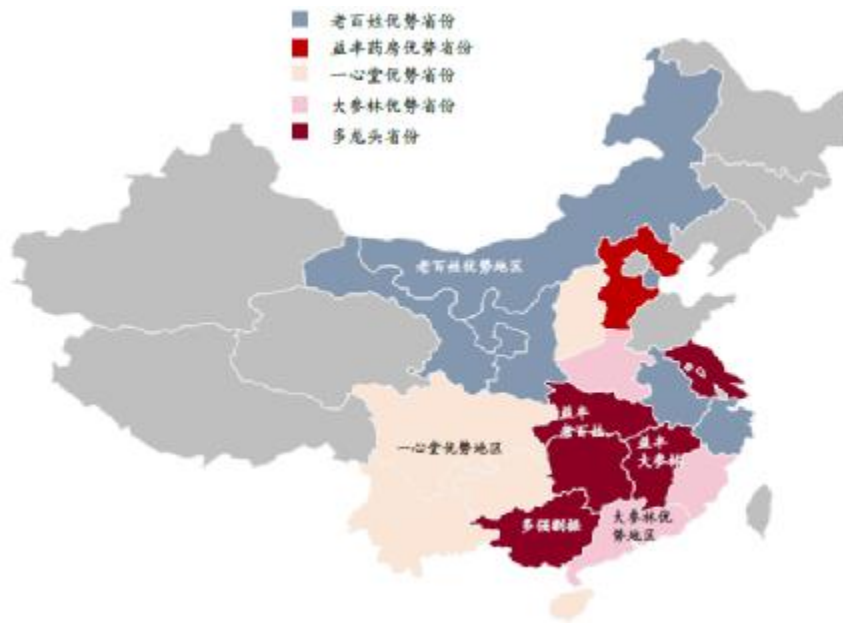 老百姓优势省份
益丰药房优势省份
一心堂优势省份
大参林优势省份
多龙头省份
老百姓优势地区
益丰
老百姓
益丰
大参林
一心堂优势地区
多强割据
大参林优
势地区